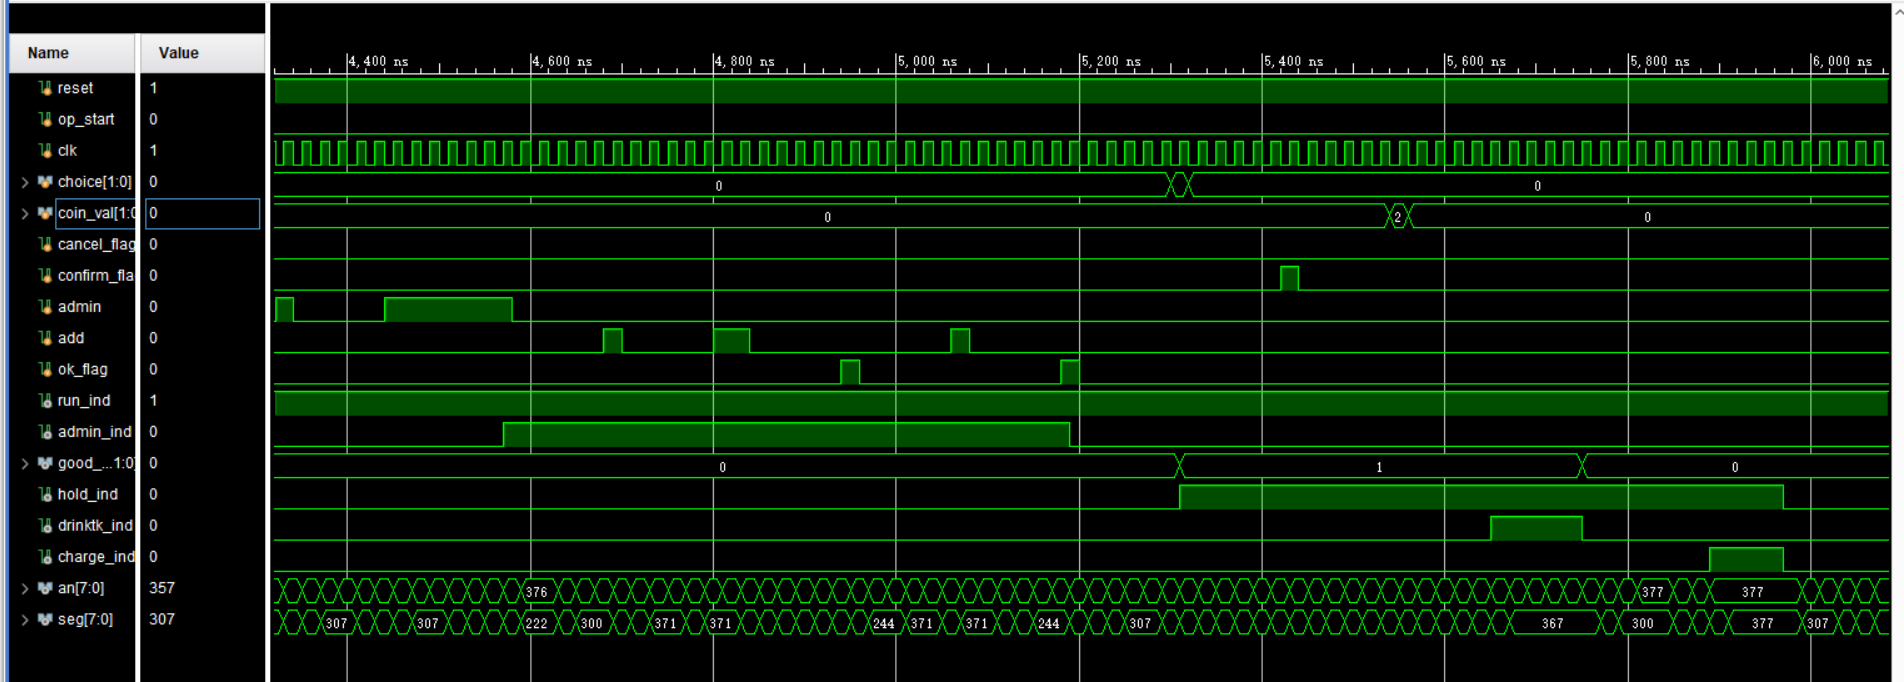 Name Value
4,400 ns 4,600 ns 4,800 ns 5,000 ns 5,200 ns 5,400 ns 5,600 ns 5,800 ns 6,000 ns
reset 1
op_start 0
clk 1
choice[1:0] 0 0 0
coin_val[1:0 0 0 2 0
cancel_flag 0
confirm_fla 0
admin 0
add 0
ok_flag 0
run_ind 1
admin_ind 0
good_...1:0] 0 0 1 0
hold_ind 0
drinktk_ind 0
charge_ind 0
an[7:0] 357 376 377 377
seg[7:0] 307 307 307 222 300 371 371 244 371 371 244 307 367 300 377 307